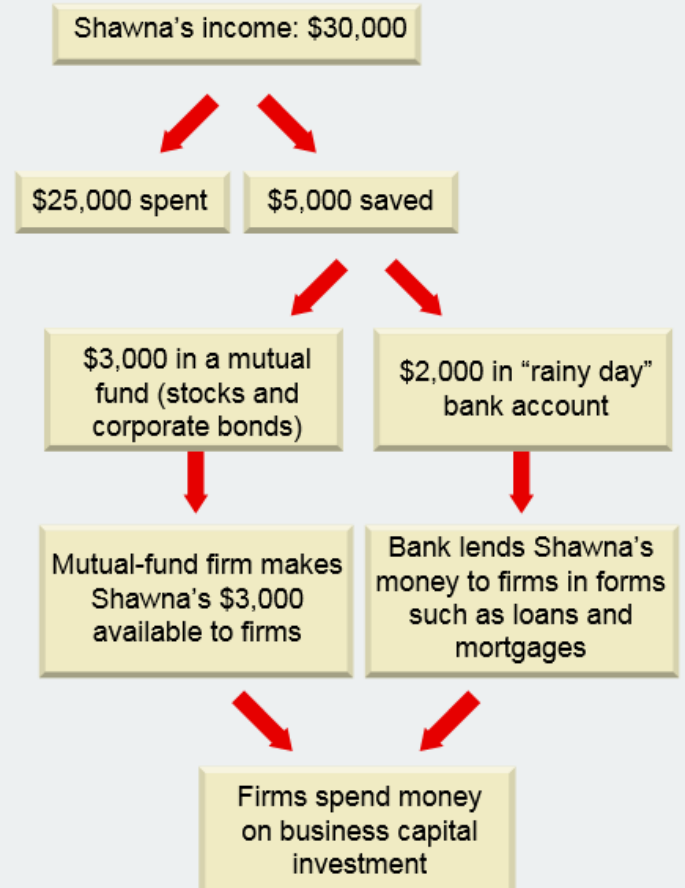 Shawna's income: $30,000
$25,000 spent
$5,000 saved
$3,000 in a mutual
fund (stocks and
corporate bonds)
$2,000 in “rainy day”
bank account
Mutual-fund firm makes
Shawna's $3,000
available to firms
Bank lends Shawna's
money to firms in forms
such as loans and
mortgages
Firms spend money
on business capital
investment